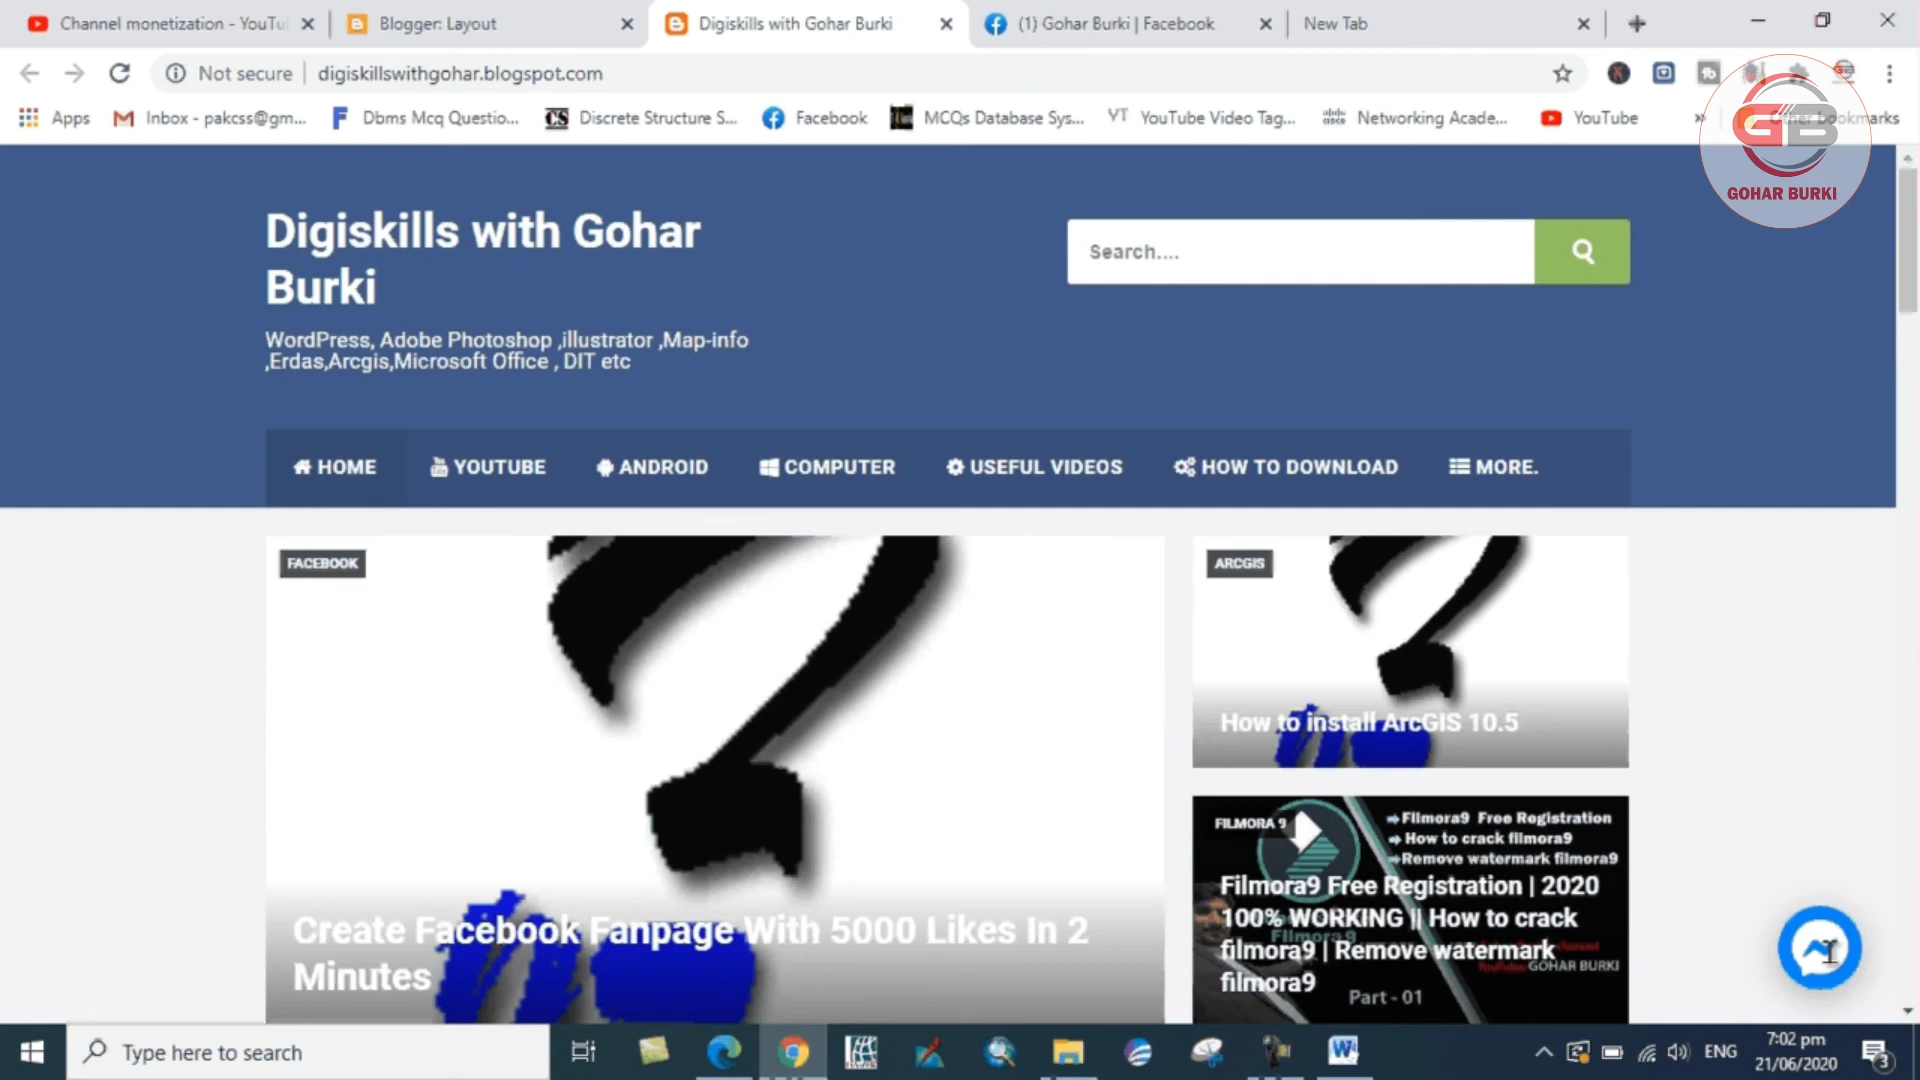 Channel monetization - YouTu
Blogger: Layout
Digiskills with Gohar Burki
(1) Gohar Burki | Facebook
New Tab
Not secure
digiskillswithgohar.blogspot.com
Apps
Inbox - pakcss@gm...
Dbms Mcq Questio...
Discrete Structure S...
Facebook
MCQs Database Sys...
YouTube Video Tag...
Networking Acade...
YouTube
Other bookmarks
GB
GOHAR BURKI
Digiskills with Gohar
Burki
WordPress, Adobe Photoshop ,illustrator ,Map-info
,Erdas,Arcgis,Microsoft Office , DIT etc
Search....
HOME
YOUTUBE
ANDROID
COMPUTER
USEFUL VIDEOS
HOW TO DOWNLOAD
MORE.
FACEBOOK
Create Facebook Fanpage With 5000 Likes In 2
Minutes
ARCGIS
How to install ArcGIS 10.5
FILMORA 9
Filmora9 Free Registration
How to crack filmora9
Remove watermark filmora9
Filmora9 Free Registration | 2020
100% WORKING || How to crack
filmora9 | Remove watermark
filmora9
GOHAR BURKI
Part - 01
Type here to search
ENG
7:02 pm
21/06/2020
3